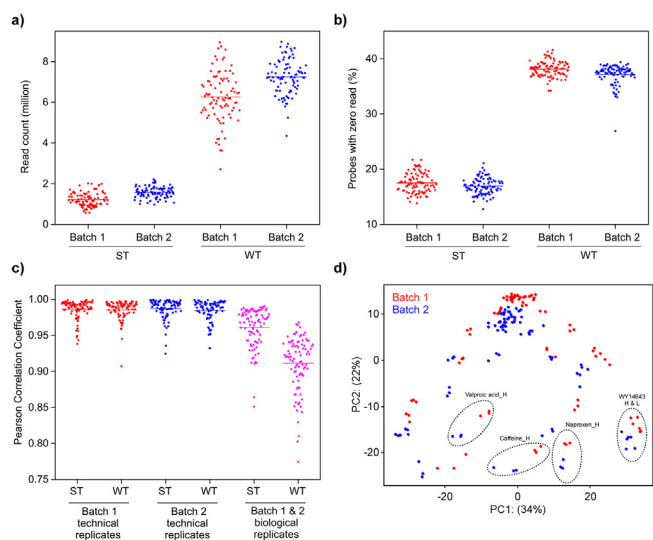 a)
Read count (million)
8
6
4
2
0
Batch 1 Batch 2 Batch 1 Batch 2
ST WT
b)
Probes with zero read (%)
40
30
20
10
Batch 1 Batch 2 Batch 1 Batch 2
ST WT
c)
Pearson Correlation Coefficient
1.00
0.95
0.90
0.85
0.80
0.75
ST WT ST WT ST WT
Batch 1 Batch 2 Batch 1 & 2
technical technical biological
replicates replicates replicates
d)
Batch 1
Batch 2
PC2: (22%)
10
0
-10
-20
Valproic acid_H
Caffeine_H
Naproxen_H
WY14643
H & L
-20 0 20
PC1: (34%)